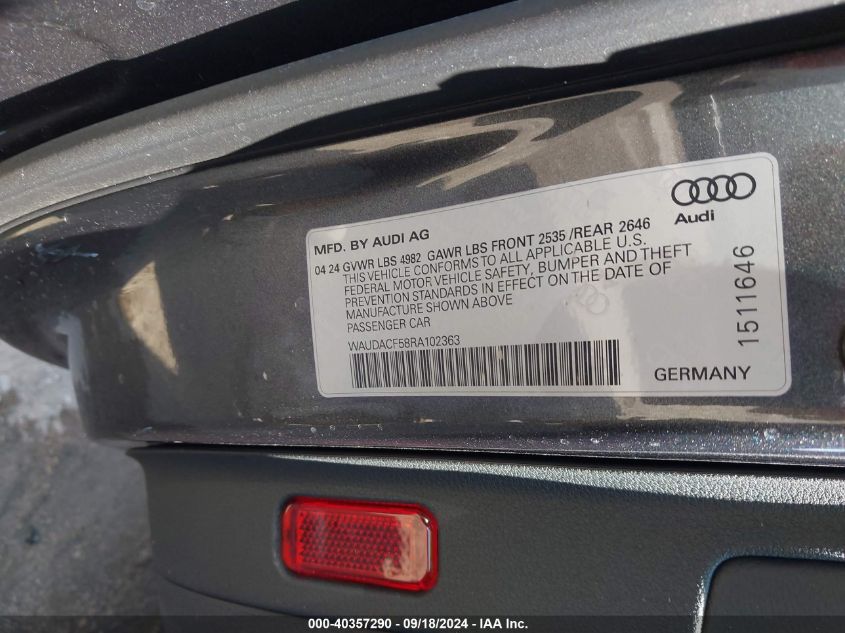 Audi
MFD. BY AUDI AG
04 24 GVWR LBS 4982 GAWR LBS FRONT 2535 /REAR 2646
THIS VEHICLE CONFORMS TO ALL APPLICABLE U.S.
FEDERAL MOTOR VEHICLE SAFETY, BUMPER AND THEFT
PREVENTION STANDARDS IN EFFECT ON THE DATE OF
MANUFACTURE SHOWN ABOVE
PASSENGER CAR
WAUDACF58RA102363
GERMANY
1511646
000-40357290 - 09/18/2024 - IAA Inc.